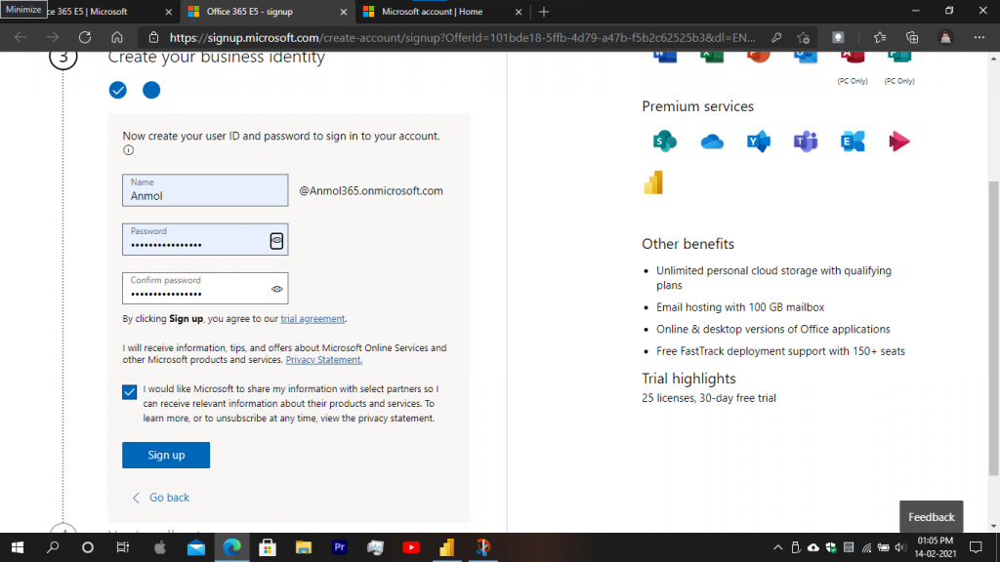 Minimize
ce 365 E5 | Microsoft
Office 365 E5 - signup
Microsoft account | Home
https://signup.microsoft.com/create-account/signup?OfferId=101bde18-5ffb-4d79-a47b-f5b2c62525b3&dl=EN...
3
Create your business identity
Now create your user ID and password to sign in to your account.
Name
Anmol
@Anmol365.onmicrosoft.com
Password
Confirm password
By clicking Sign up, you agree to our trial agreement.
I will receive information, tips, and offers about Microsoft Online Services and
other Microsoft products and services. Privacy Statement.
I would like Microsoft to share my information with select partners so I
can receive relevant information about their products and services. To
learn more, or to unsubscribe at any time, view the privacy statement.
Sign up
Go back
(PC Only)
(PC Only)
Premium services
Other benefits
• Unlimited personal cloud storage with qualifying
plans
• Email hosting with 100 GB mailbox
• Online & desktop versions of Office applications
• Free FastTrack deployment support with 150+ seats
Trial highlights
25 licenses, 30-day free trial
Feedback
01:05 PM
14-02-2021